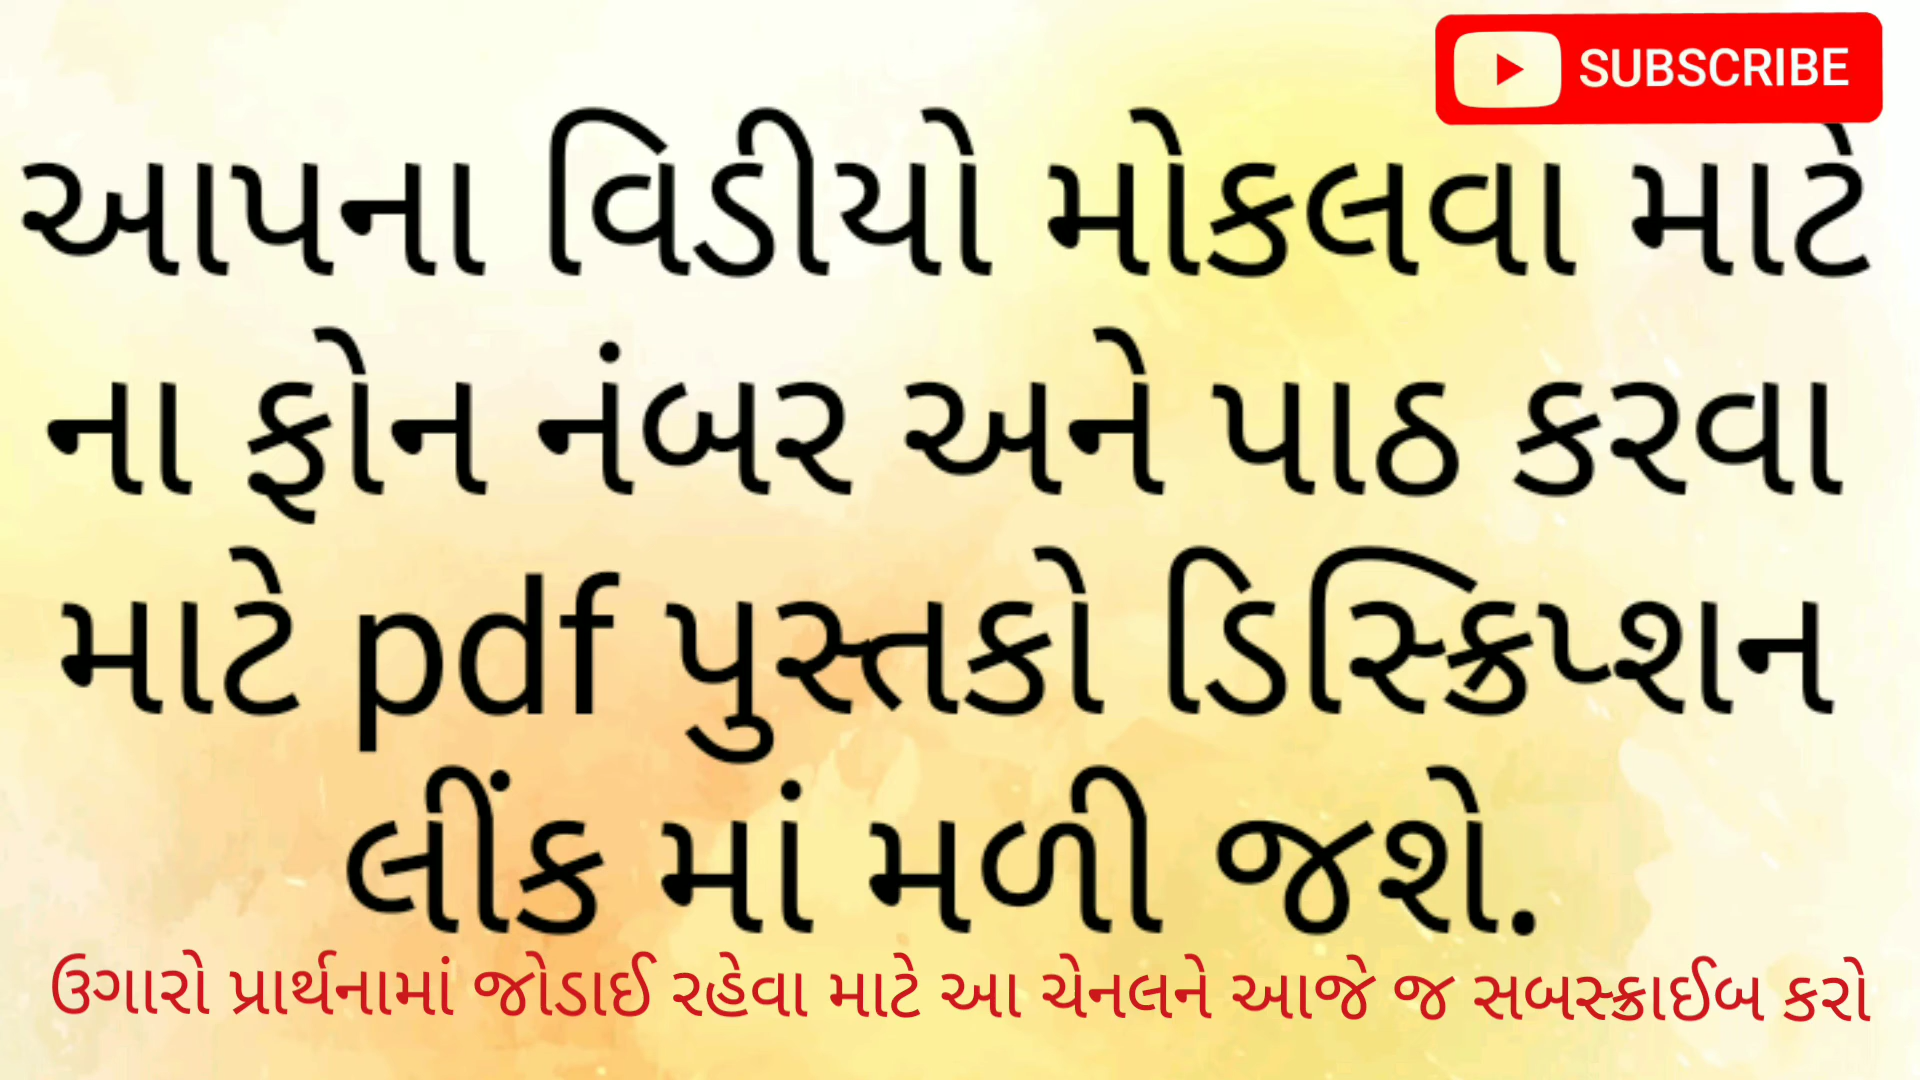 SUBSCRIBE
આપના વિડીયો મોકલવા માટે
ના ફોન નંબર અને પાઠ કરવા
માટે pdf પુસ્તકો ડિસ્ક્રિપ્શન
લીંક માં મળી જશે.
ઉગારો પ્રાર્થનામાં જોડાઈ રહેવા માટે આ ચેનલને આજે જ સબસ્ક્રાઈબ કરો